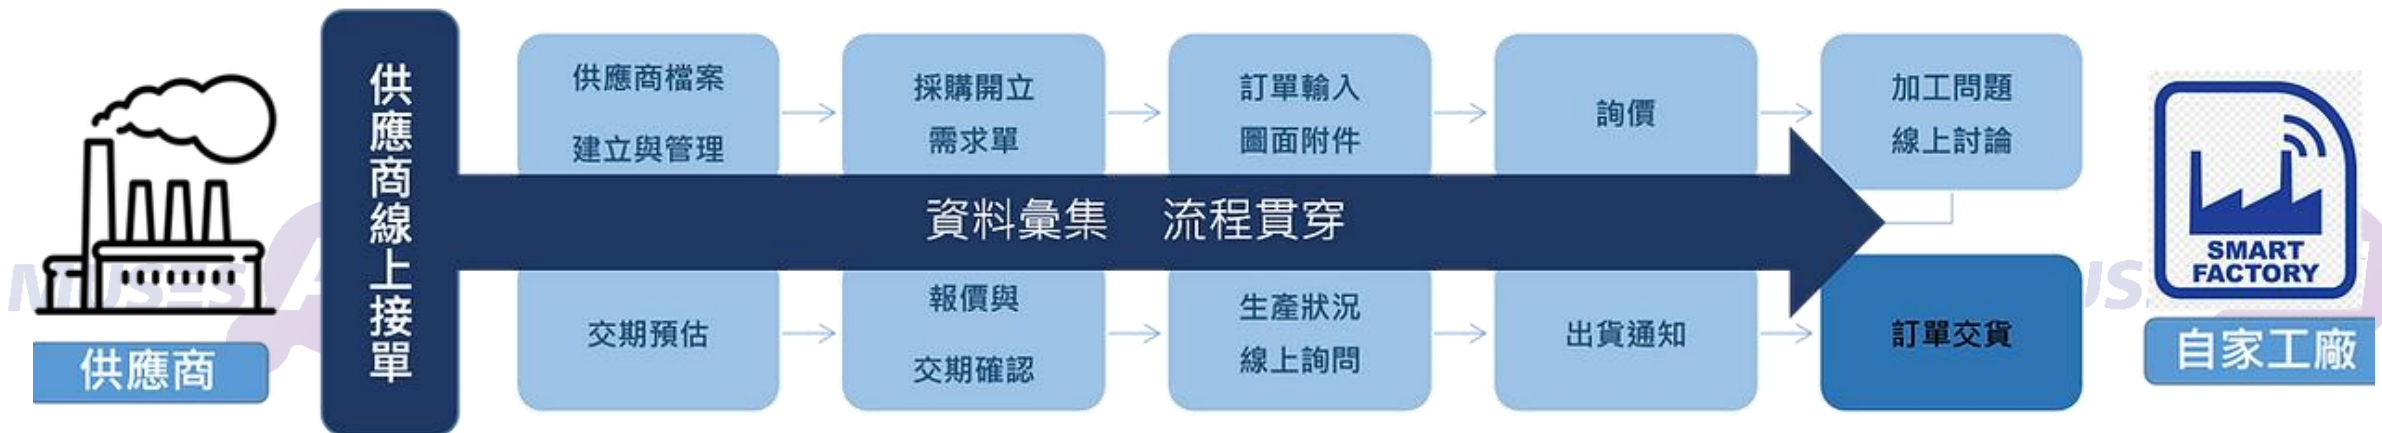 供應商
供應商線上接單
供應商檔案
建立與管理
採購開立
需求單
訂單輸入
圖面附件
詢價
加工問題
線上討論
資料彙集 流程貫穿
交期預估
報價與
交期確認
生產狀況
線上詢問
出貨通知
訂單交貨
SMART
FACTORY
自家工廠
MUSES
US